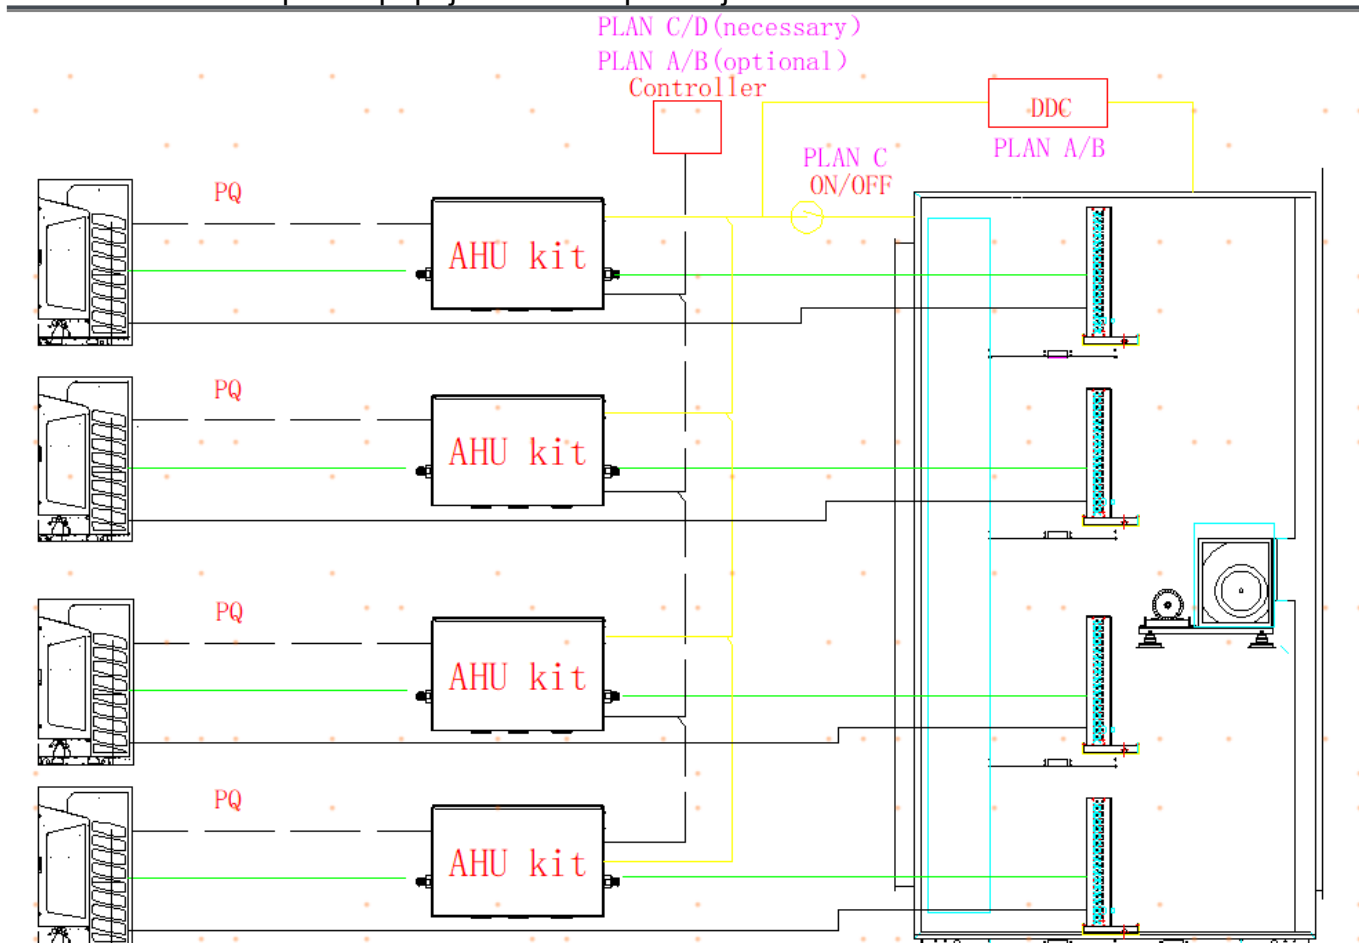 PLAN C/D(necessary)
PLAN A/B(optional)
Controller
DDC
PLAN A/B
PLAN C
ON/OFF
PQ
AHU kit
PQ
AHU kit
PQ
AHU kit
PQ
AHU kit